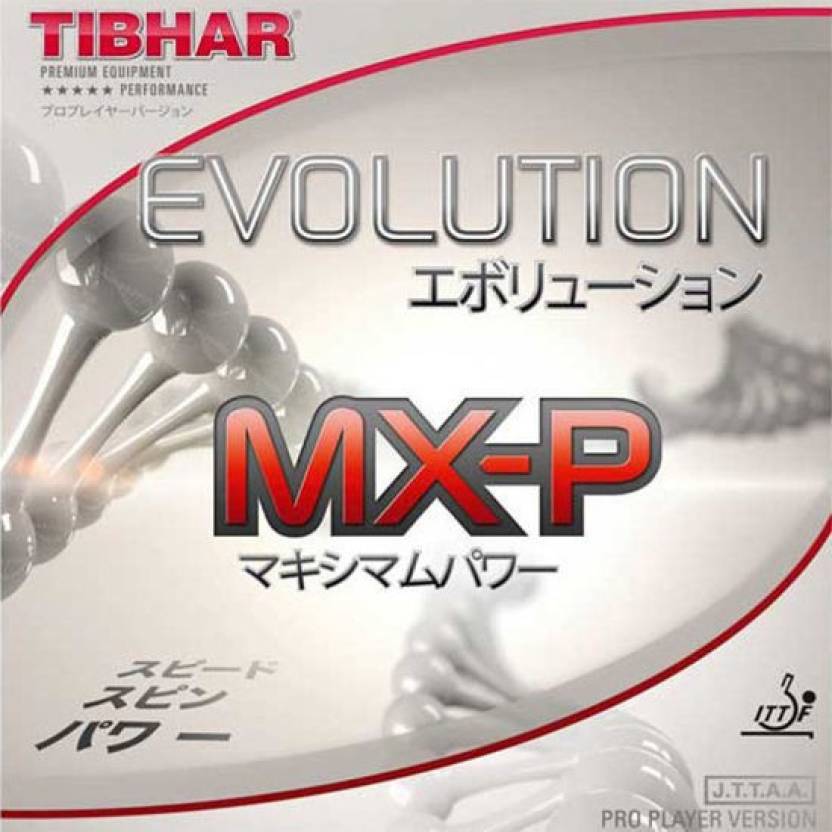 TIBHAR®
PREMIUM EQUIPMENT
★★★★★ PERFORMANCE
プロプレイヤーバージョン
EVOLUTION
エボリューション
MX-P
マキシマムパワー
スピード
スピン
パワー
ITTF
J.T.T.A.A.
PRO PLAYER VERSION